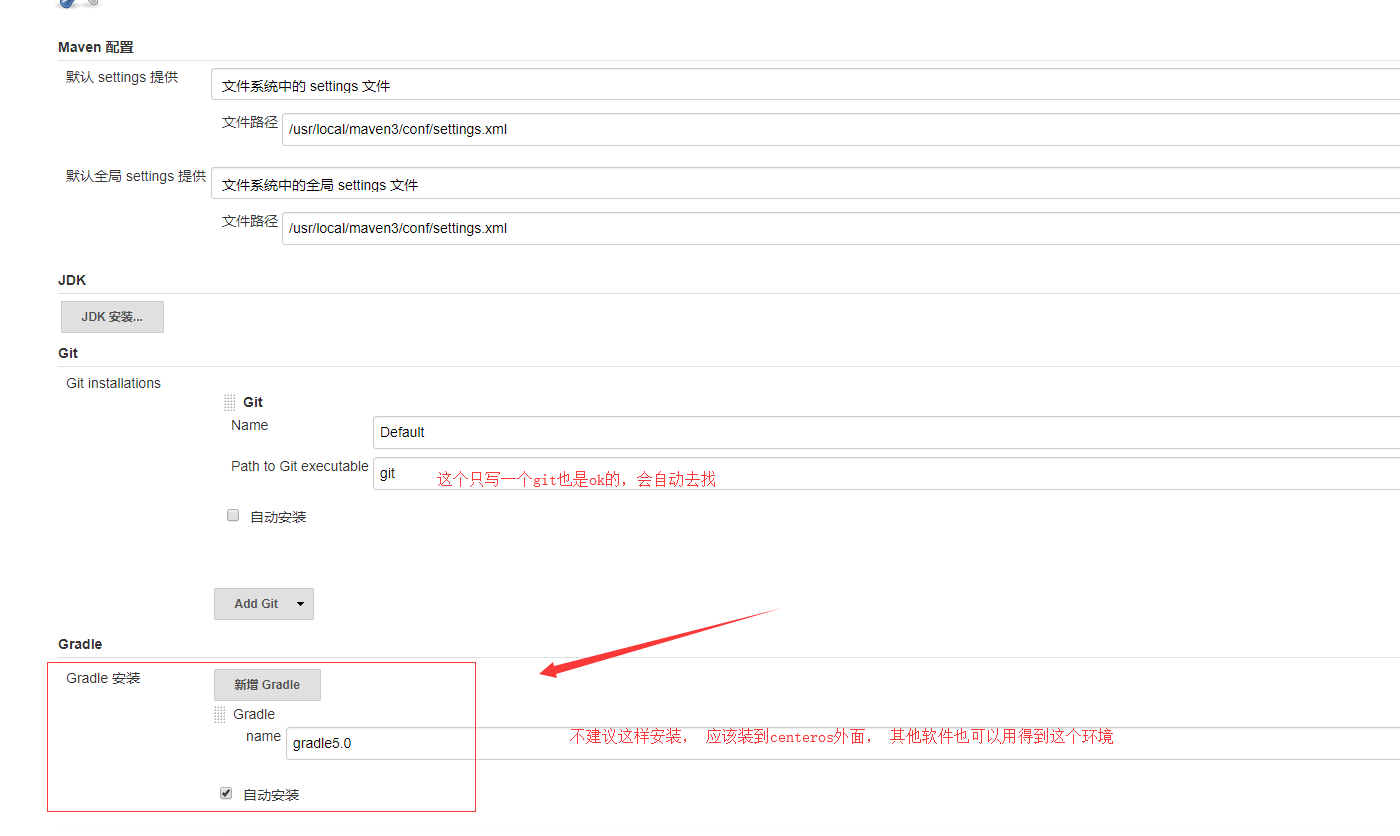 Maven 配置
默认 settings 提供
文件系统中的 settings 文件
文件路径
/usr/local/maven3/conf/settings.xml
默认全局 settings 提供
文件系统中的全局 settings 文件
文件路径
/usr/local/maven3/conf/settings.xml
JDK
JDK 安装...
Git
Git installations
Git
Name
Default
Path to Git executable
git
这个只写一个git也是ok的，会自动去找
自动安装
Add Git
Gradle
Gradle 安装
新增 Gradle
Gradle
name
gradle5.0
不建议这样安装， 应该装到centeros外面， 其他软件也可以用得到这个环境
自动安装